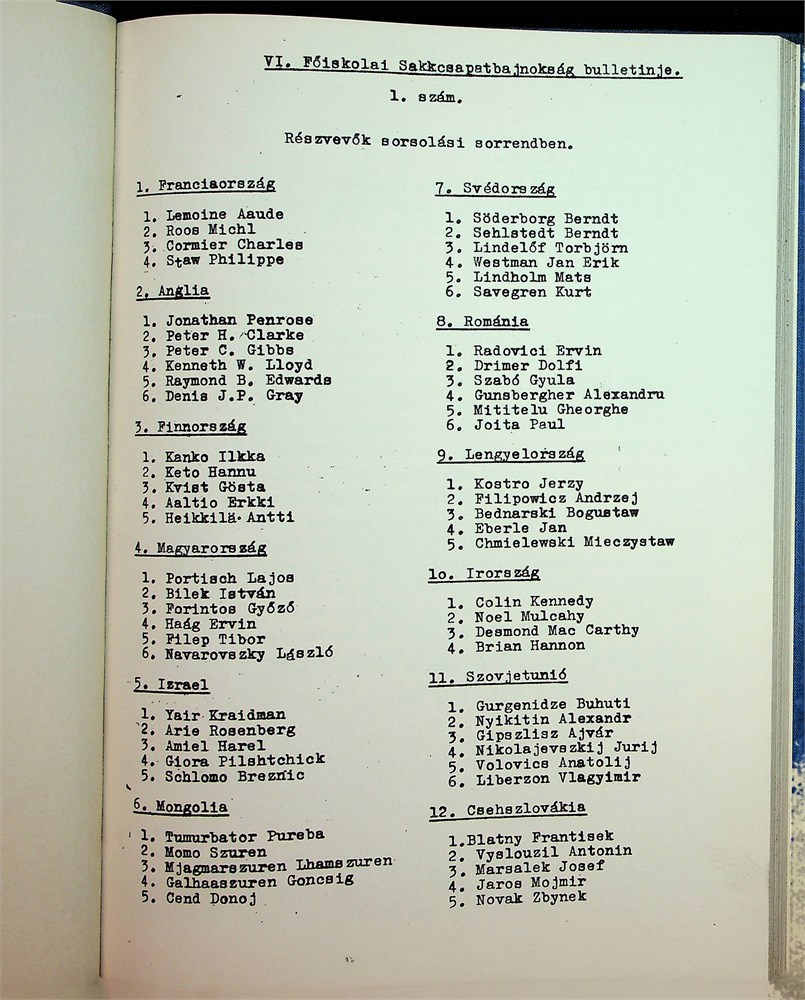 VI. Főiskolai Sakkcsapatbajnokság bulletinje.
1. szám.
Részvevők sorsolási sorrendben.
1. Franciaország
1. Lemoine Aaude
2. Roos Michl
3. Cormier Charles
4. Staw Philippe
2. Anglia
1. Jonathan Penrose
2. Peter H. Clarke
3. Peter C. Gibbs
4. Kenneth W. Lloyd
5. Raymond B. Edwards
6. Denis J.P. Gray
3. Finnország
1. Kanko Ilkka
2. Keto Hannu
3. Kvist Gösta
4. Aaltio Erkki
5. Heikkilä Antti
4. Magyarország
1. Portisch Lajos
2. Bilek István
3. Forintos Győző
4. Haág Ervin
5. Filep Tibor
6. Navarovszky László
5. Izrael
1. Yair Kraidman
2. Arie Rosenberg
3. Amiel Harel
4. Giora Pilshtchick
5. Schlomo Breznic
6. Mongolia
1. Tumurbator Pureba
2. Momo Szuren
3. Mjagmarszuren Lhamszuren
4. Galhaaszuren Goncsig
5. Cend Donoj
7. Svédország
1. Söderborg Berndt
2. Sehlstedt Berndt
3. Lindelőf Torbjörn
4. Westman Jan Erik
5. Lindholm Mats
6. Savegren Kurt
8. Románia
1. Radovici Ervin
2. Drimer Dolfi
3. Szabó Gyula
4. Gunsbergher Alexandru
5. Mititelu Gheorghe
6. Joita Paul
9. Lengyelország
1. Kostro Jerzy
2. Filipowicz Andrzej
3. Bednarski Bogustaw
4. Eberle Jan
5. Chmielewski Mieczystaw
lo. Irország
1. Colin Kennedy
2. Noel Mulcahy
3. Desmond Mac Carthy
4. Brian Hannon
11. Szovjetunió
1. Gurgenidze Buhuti
2. Nyikitin Alexandr
3. Gipszlisz Ajvár
4. Nikolajevszkij Jurij
5. Volovics Anatolij
6. Liberzon Vlagyimir
12. Csehszlovákia
1.Blatny Frantisek
2. Vyslouzil Antonin
3. Marsalek Josef
4. Jaros Mojmir
5. Novak Zbynek